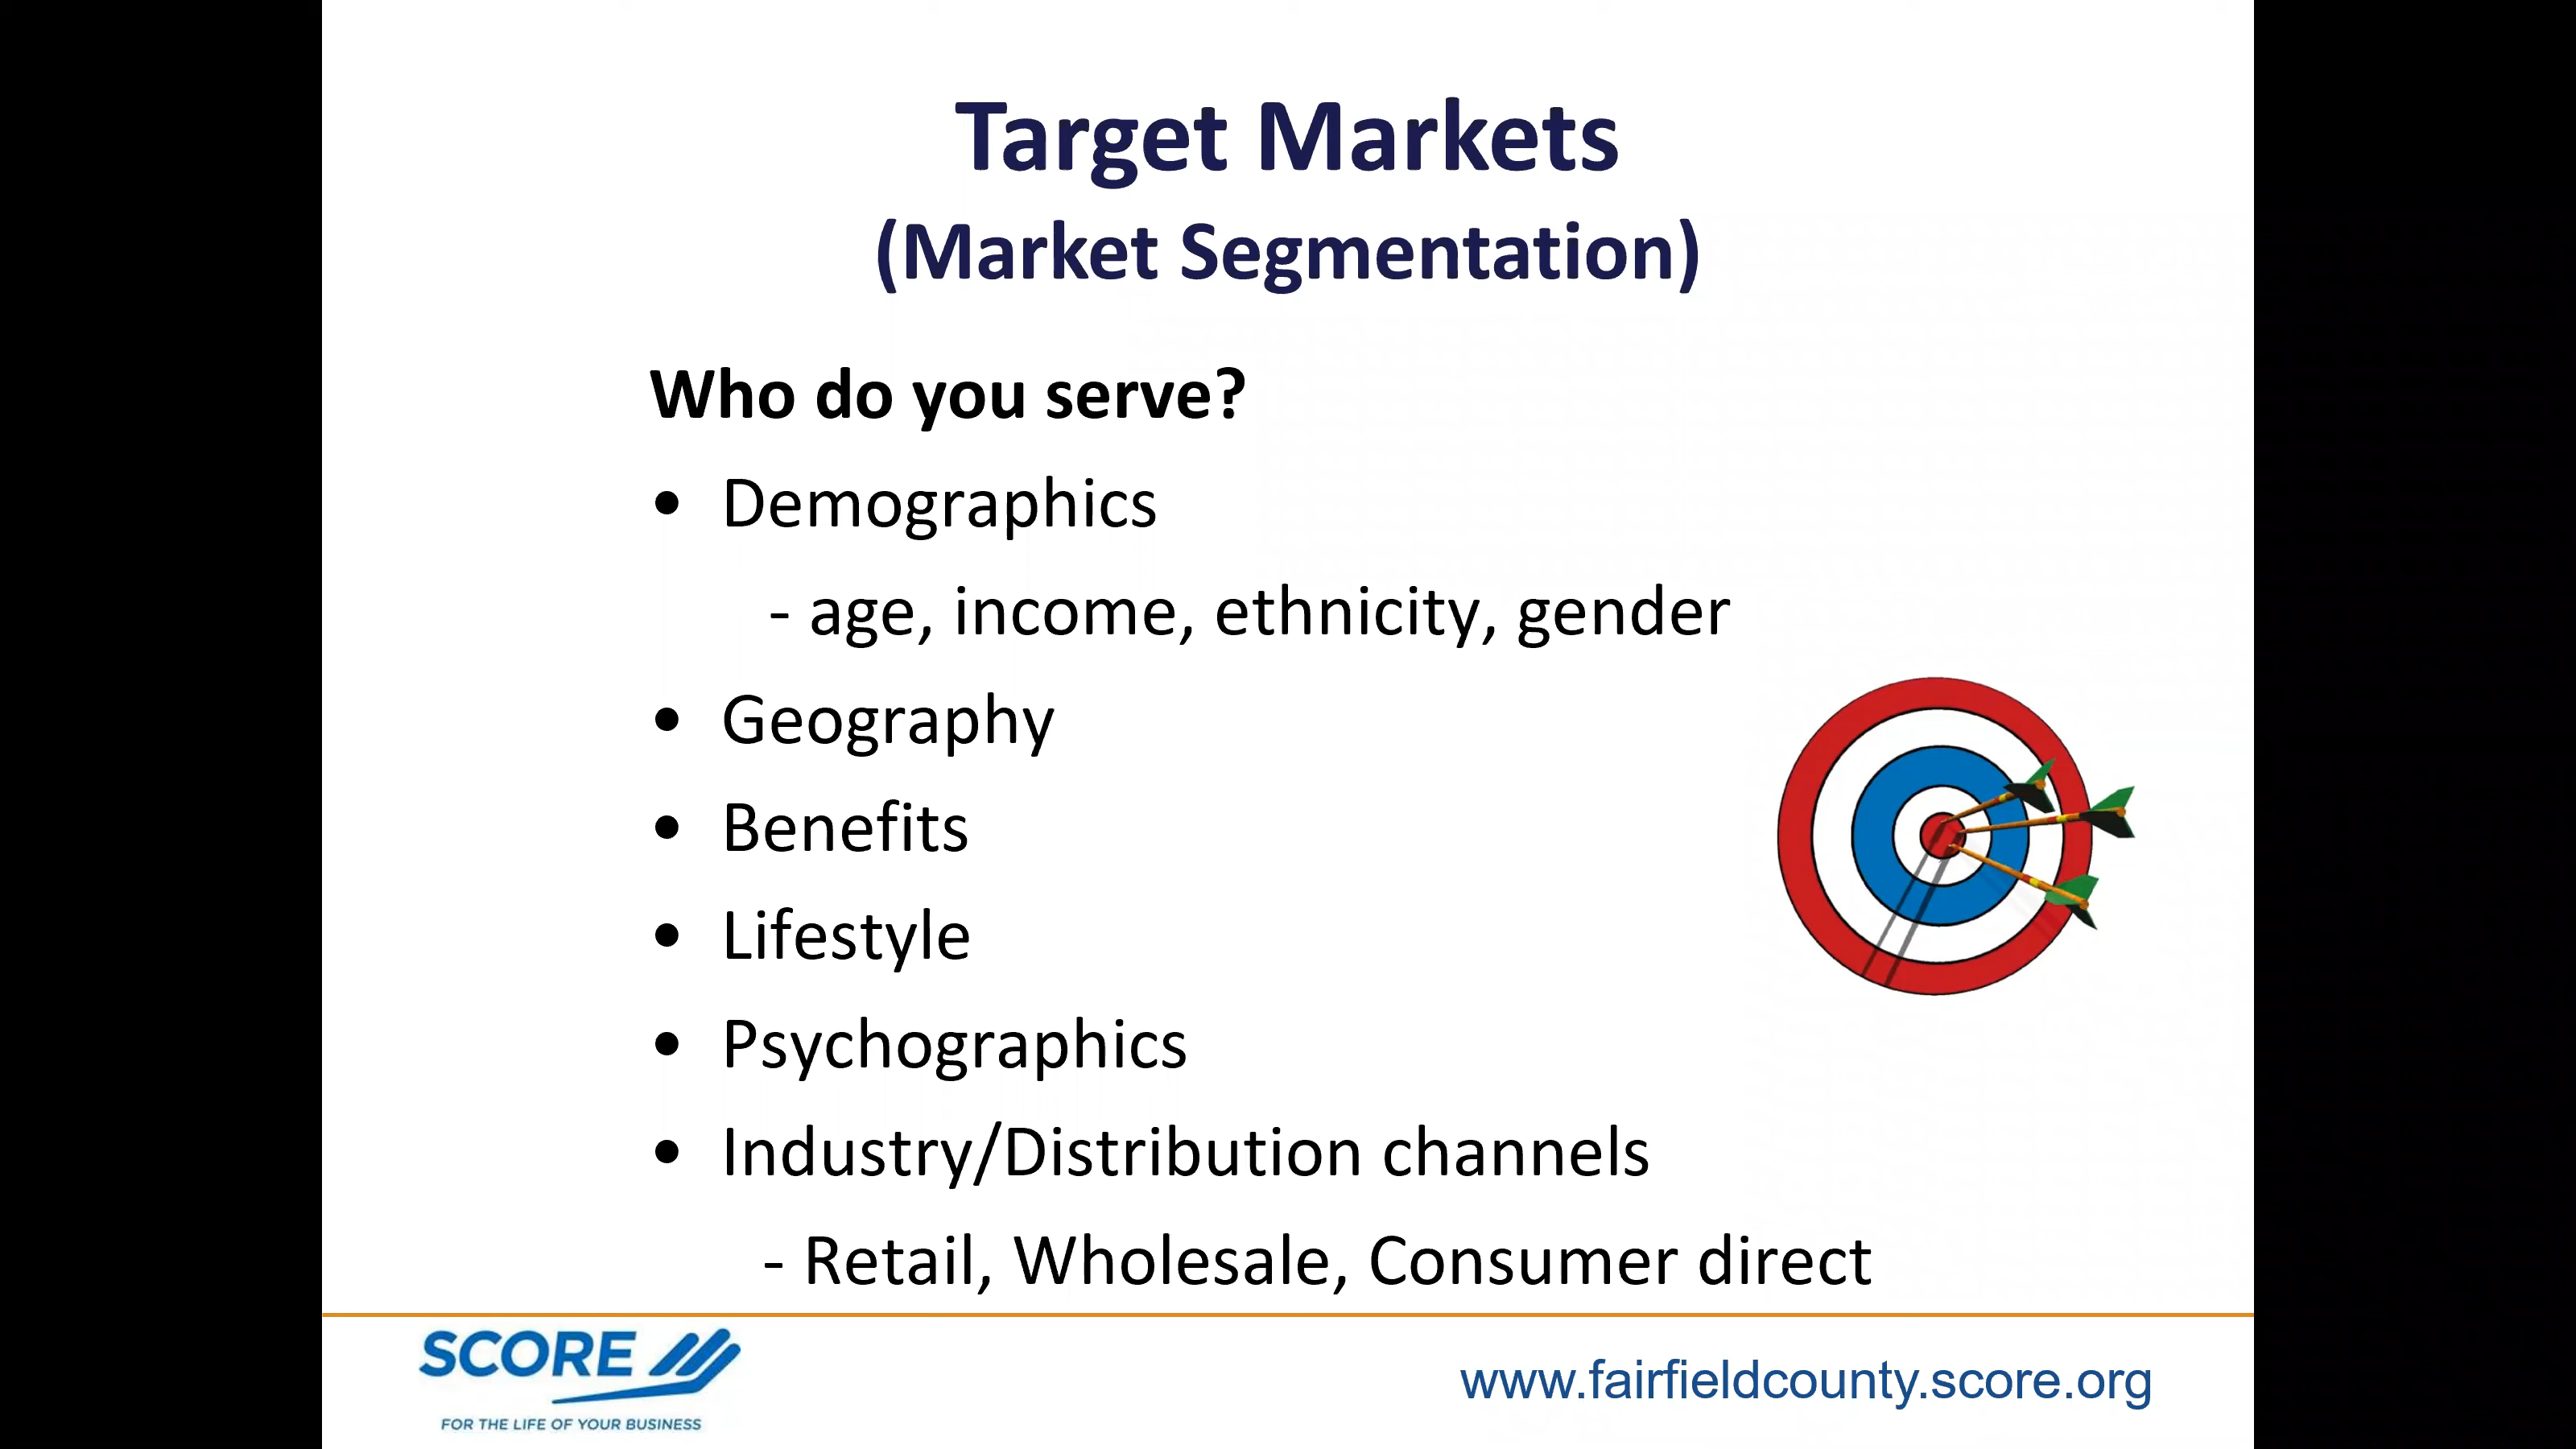 Target Markets
(Market Segmentation)
Who do you serve?
• Demographics
- age, income, ethnicity, gender
• Geography
• Benefits
• Lifestyle
• Psychographics
• Industry/Distribution channels
- Retail, Wholesale, Consumer direct
SCORE
FOR THE LIFE OF YOUR BUSINESS
www.fairfieldcounty.score.org